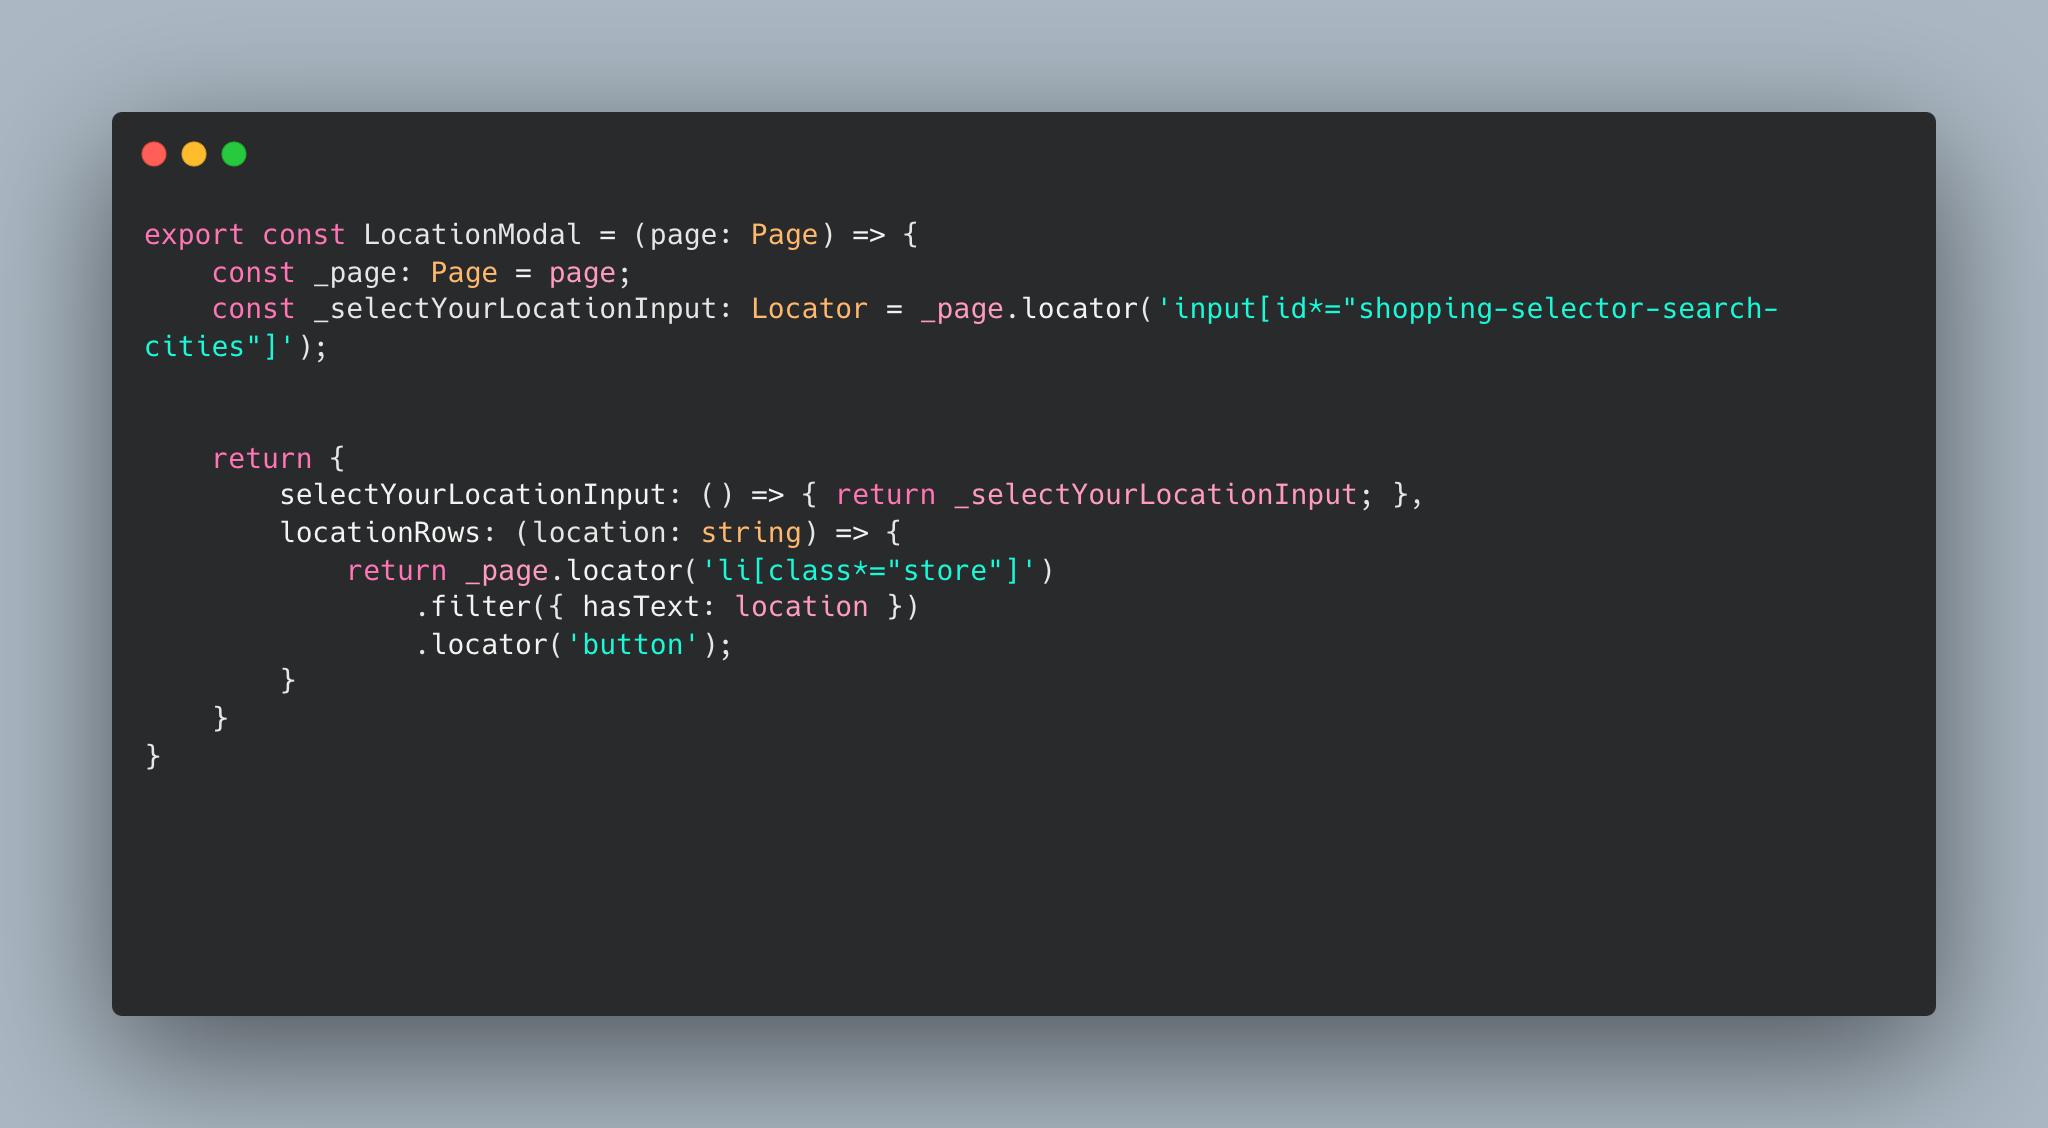 export const LocationModal = (page: Page) => {
    const _page: Page = page;
    const _selectYourLocationInput: Locator = _page.locator('input[id*="shopping-selector-search-
cities"]');
    return {
        selectYourLocationInput: () => { return _selectYourLocationInput; },
        locationRows: (location: string) => {
            return _page.locator('li[class*="store"]')
                .filter({ hasText: location })
                .locator('button');
        }
    }
}